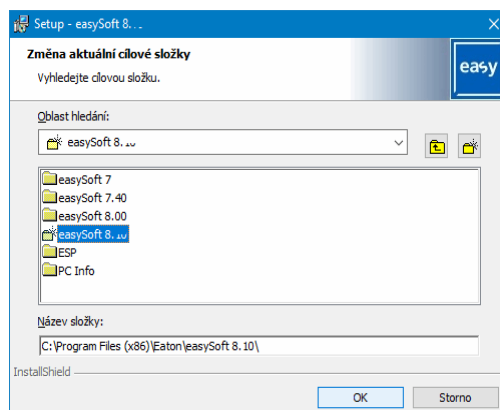 Setup - easySoft 8...
Změna aktuální cílové složky
Vyhledejte cílovou složku.
easy
Oblast hledání:
easySoft 8.
easySoft 7
easySoft 7.40
easySoft 8.00
easySoft 8.
ESP
PC Info
Název složky:
C:\Program Files (x86)\Eaton\easySoft 8.10\
InstallShield
OK
Storno